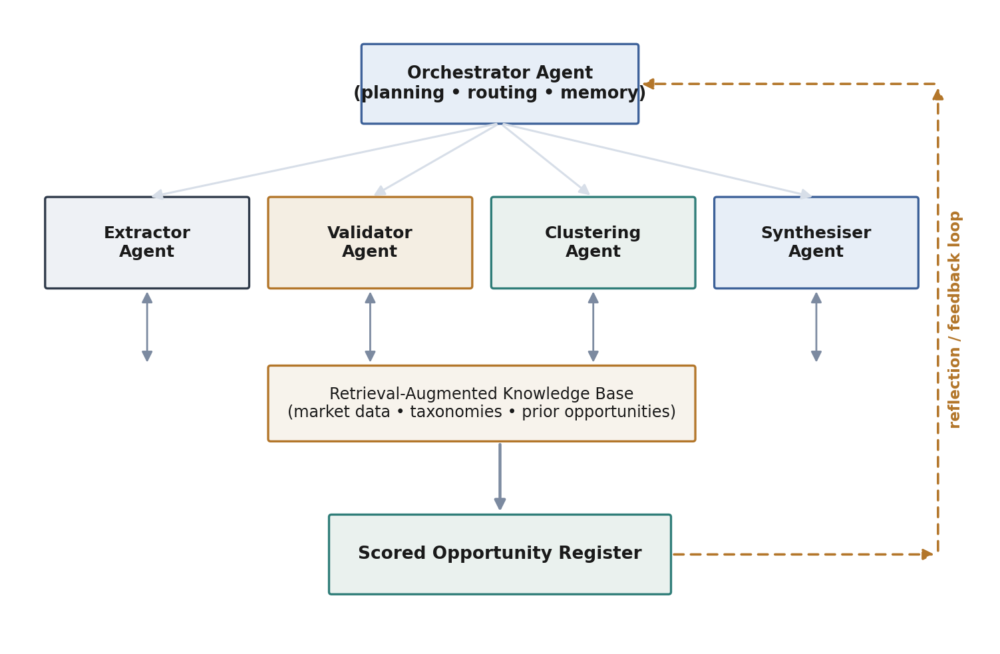 Orchestrator Agent
(planning • routing • memory)
Extractor
Agent
Validator
Agent
Clustering
Agent
Synthesiser
Agent
reflection / feedback loop
Retrieval-Augmented Knowledge Base
(market data • taxonomies • prior opportunities)
Scored Opportunity Register